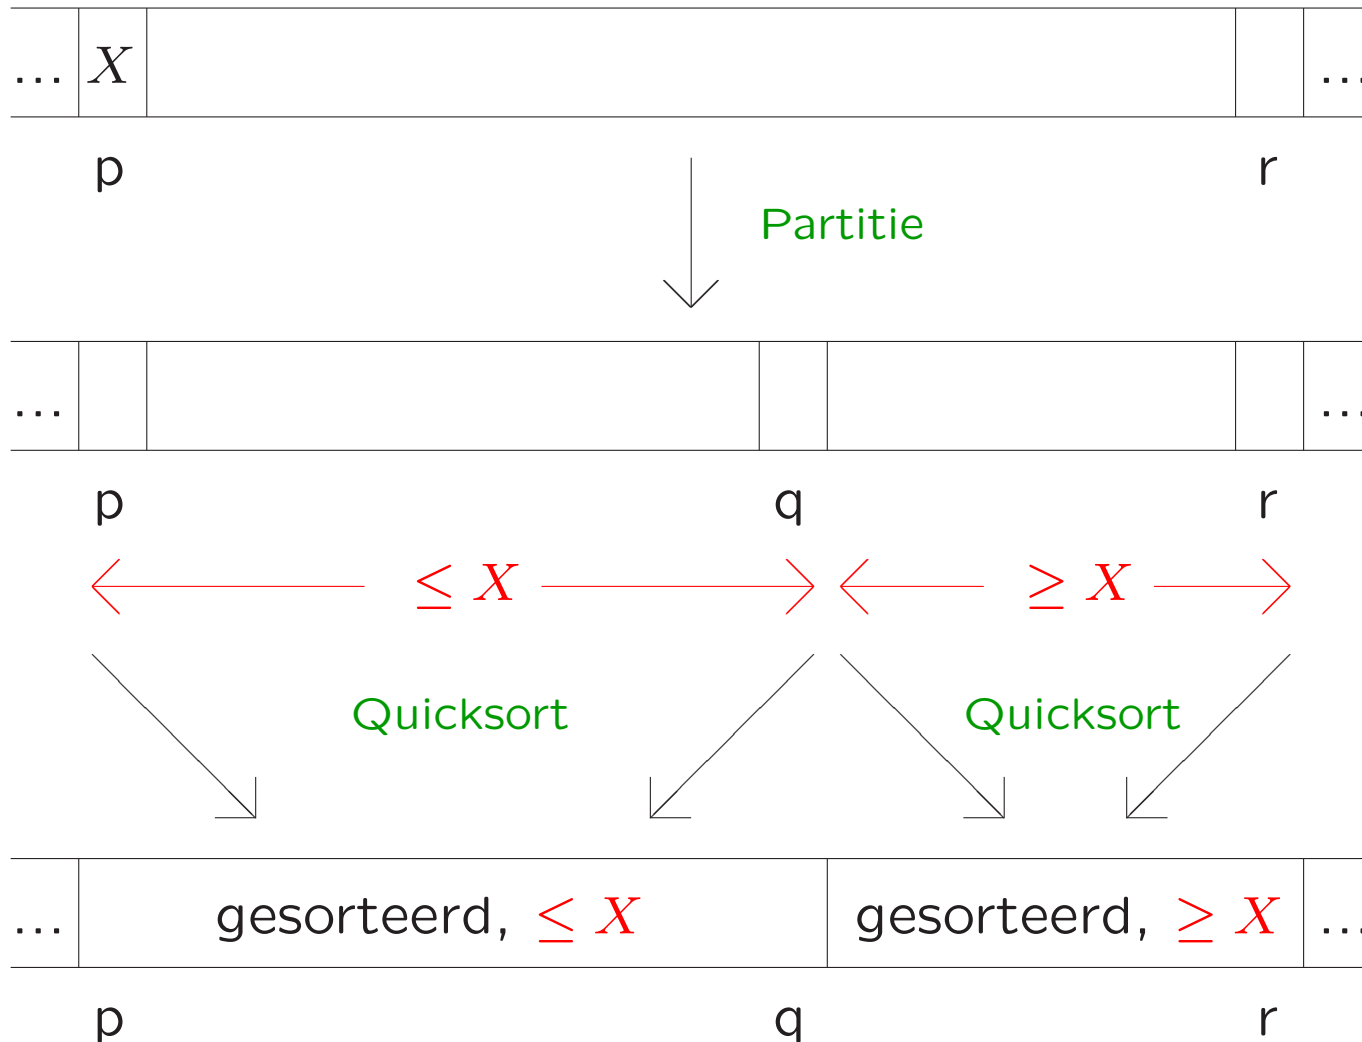 ... X ...
p r
Partitie
... ...
p q r
≤ X ≥ X
Quicksort Quicksort
... gesorteerd, ≤ X gesorteerd, ≥ X ...
p q r